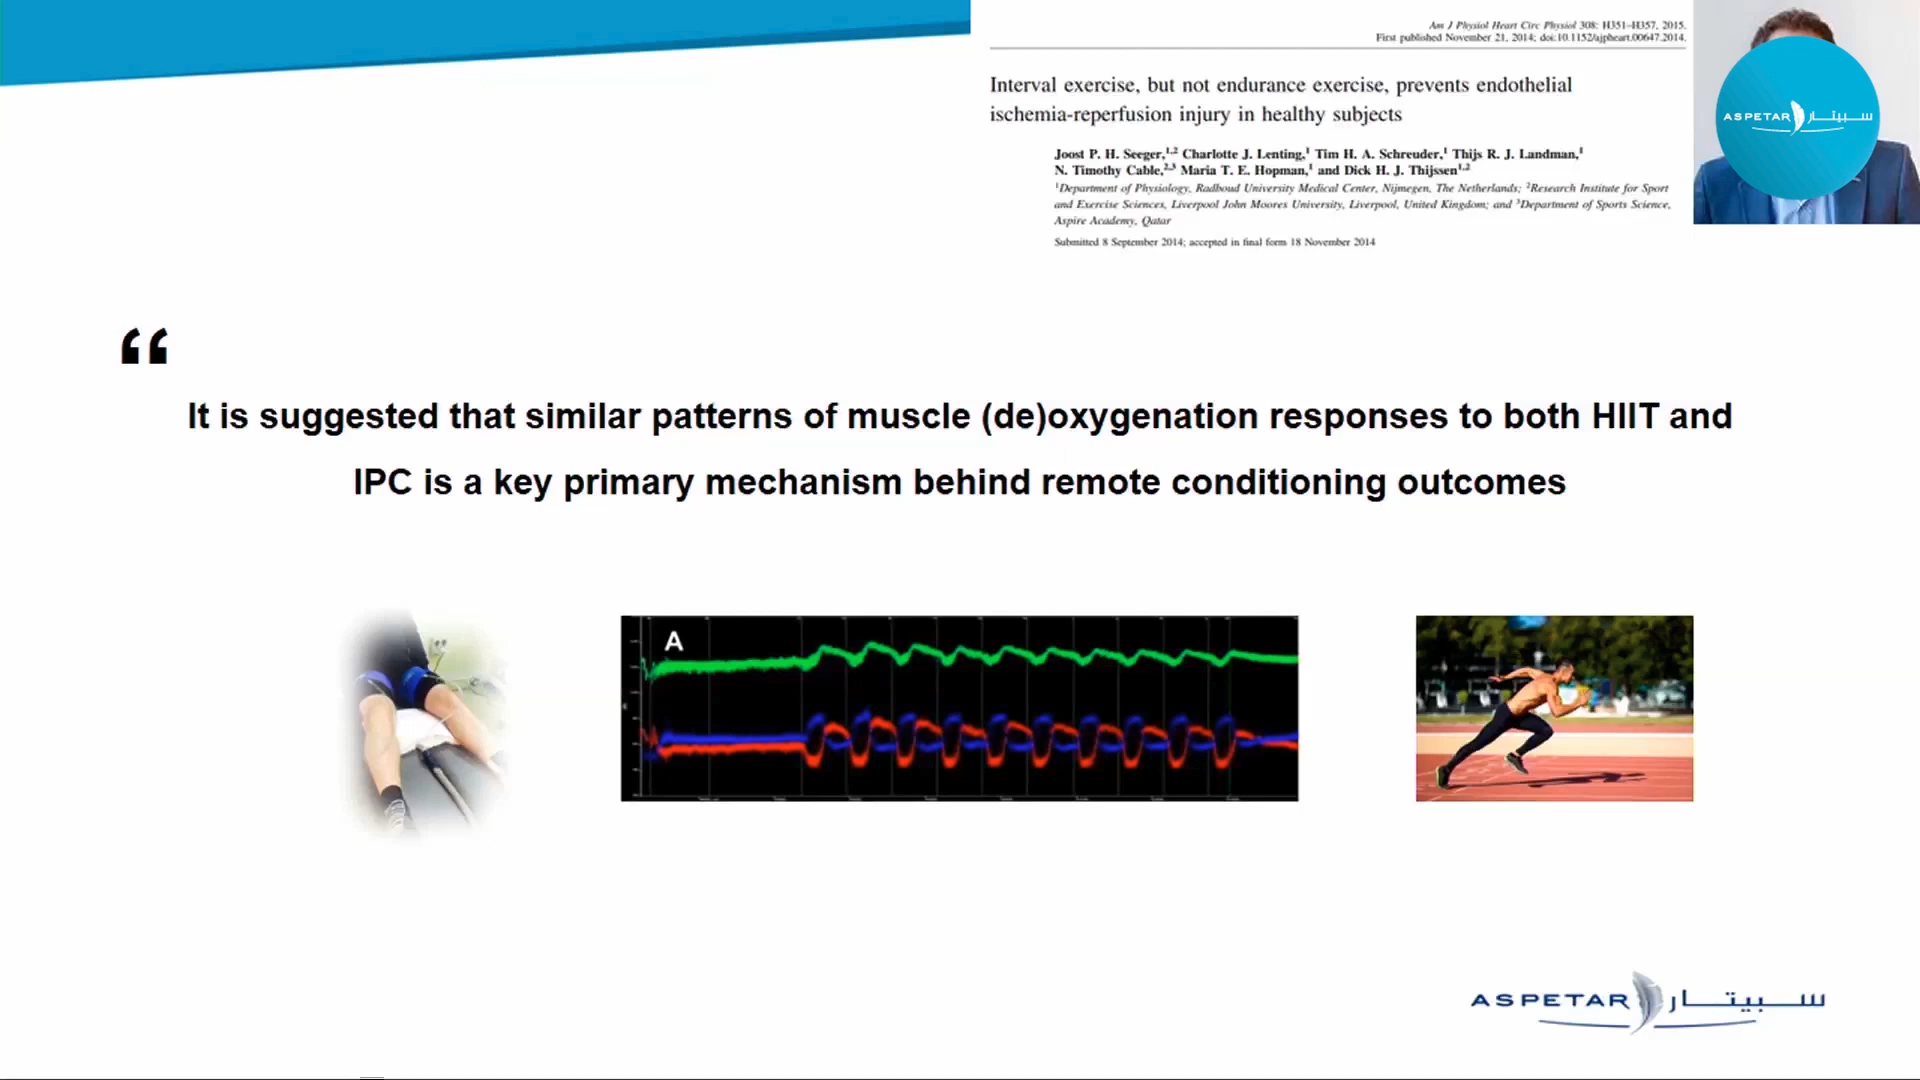 Am J Physiol Heart Circ Physiol 308: H351–H357, 2015.
First published November 21, 2014; doi:10.1152/ajpheart.00647.2014.
Interval exercise, but not endurance exercise, prevents endothelial
ischemia-reperfusion injury in healthy subjects
Joost P. H. Seeger,1,2 Charlotte J. Lenting,1 Tim H. A. Schreuder,1 Thijs R. J. Landman,1
N. Timothy Cable,2,3 Maria T. E. Hopman,1 and Dick H. J. Thijssen1,2
1Department of Physiology, Radboud University Medical Center, Nijmegen, The Netherlands; 2Research Institute for Sport
and Exercise Sciences, Liverpool John Moores University, Liverpool, United Kingdom; and 3Department of Sports Science,
Aspire Academy, Qatar
Submitted 8 September 2014; accepted in final form 18 November 2014
ASPETAR سبيتار
“
It is suggested that similar patterns of muscle (de)oxygenation responses to both HIIT and
IPC is a key primary mechanism behind remote conditioning outcomes
A
ASPETAR سبيتار